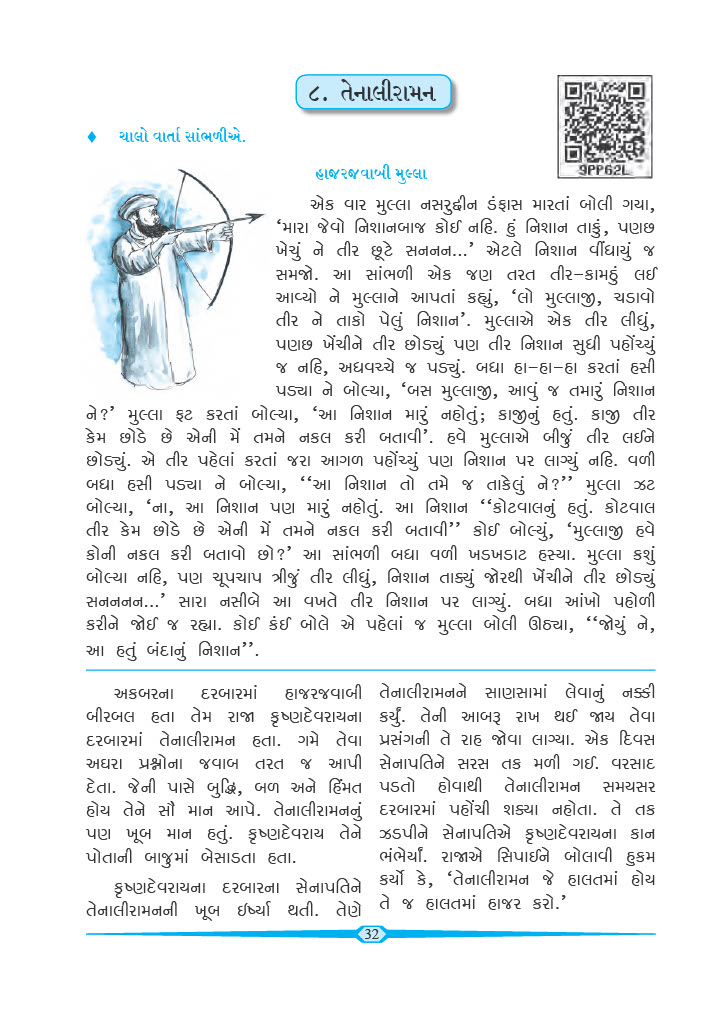 ૮. તેનાલીરામન
9PP62L
♦ ચાલો વાર્તા સાંભળીએ.
હાજરજવાબી મુલ્લા
એક વાર મુલ્લા નસરુદ્દીન ડંફાસ મારતાં બોલી ગયા,
‘મારા જેવો નિશાનબાજ કોઈ નહિ. હું નિશાન તાકું, પણછ
ખેચું ને તીર છૂટે સનનન...’ એટલે નિશાન વીંધાયું જ
સમજો. આ સાંભળી એક જણ તરત તીર–કામઠું લઈ
આવ્યો ને મુલ્લાને આપતાં કહ્યું, ‘લો મુલ્લાજી, ચડાવો
તીર ને તાકો પેલું નિશાન’. મુલ્લાએ એક તીર લીધું,
પણછ ખેંચીને તીર છોડ્યું પણ તીર નિશાન સુધી પહોંચ્યું
જ નહિ, અધવચ્ચે જ પડ્યું. બધા હા–હા–હા કરતાં હસી
પડ્યા ને બોલ્યા, ‘બસ મુલ્લાજી, આવું જ તમારું નિશાન
ને?’ મુલ્લા ફટ કરતાં બોલ્યા, ‘આ નિશાન મારું નહોતું; કાજીનું હતું. કાજી તીર
કેમ છોડે છે એની મેં તમને નકલ કરી બતાવી’. હવે મુલ્લાએ બીજું તીર લઈને
છોડ્યું. એ તીર પહેલાં કરતાં જરા આગળ પહોંચ્યું પણ નિશાન પર લાગ્યું નહિ. વળી
બધા હસી પડ્યા ને બોલ્યા, ‘‘આ નિશાન તો તમે જ તાકેલું ને?’’ મુલ્લા ઝટ
બોલ્યા, ‘ના, આ નિશાન પણ મારું નહોતું. આ નિશાન ‘‘કોટવાલનું હતું. કોટવાલ
તીર કેમ છોડે છે એની મેં તમને નકલ કરી બતાવી’’ કોઈ બોલ્યું, ‘મુલ્લાજી હવે
કોની નકલ કરી બતાવો છો?’ આ સાંભળી બધા વળી ખડખડાટ હસ્યા. મુલ્લા કશું
બોલ્યા નહિ, પણ ચૂપચાપ ત્રીજું તીર લીધું, નિશાન તાક્યું જોરથી ખેંચીને તીર છોડ્યું
સનનનન...’ સારા નસીબે આ વખતે તીર નિશાન પર લાગ્યું. બધા આંખો પહોળી
કરીને જોઈ જ રહ્યા. કોઈ કંઈ બોલે એ પહેલાં જ મુલ્લા બોલી ઊઠ્યા, ‘‘જોયું ને,
આ હતું બંદાનું નિશાન’’.
અકબરના દરબારમાં હાજરજવાબી
બીરબલ હતા તેમ રાજા કૃષ્ણદેવરાયના
દરબારમાં તેનાલીરામન હતા. ગમે તેવા
અઘરા પ્રશ્નોના જવાબ તરત જ આપી
દેતા. જેની પાસે બુદ્ધિ, બળ અને હિંમત
હોય તેને સૌ માન આપે. તેનાલીરામનનું
પણ ખૂબ માન હતું. કૃષ્ણદેવરાય તેને
પોતાની બાજુમાં બેસાડતા હતા.
કૃષ્ણદેવરાયના દરબારના સેનાપતિને
તેનાલીરામનની ખૂબ ઈર્ષ્યા થતી. તેણે
તેનાલીરામનને સાણસામાં લેવાનું નક્કી
કર્યું. તેની આબરૂ રાખ થઈ જાય તેવા
પ્રસંગની તે રાહ જોવા લાગ્યા. એક દિવસ
સેનાપતિને સરસ તક મળી ગઈ. વરસાદ
પડતો હોવાથી તેનાલીરામન સમયસર
દરબારમાં પહોંચી શક્યા નહોતા. તે તક
ઝડપીને સેનાપતિએ કૃષ્ણદેવરાયના કાન
ભંભેર્યાં. રાજાએ સિપાઈને બોલાવી હુકમ
કર્યો કે, ‘તેનાલીરામન જે હાલતમાં હોય
તે જ હાલતમાં હાજર કરો.’
32